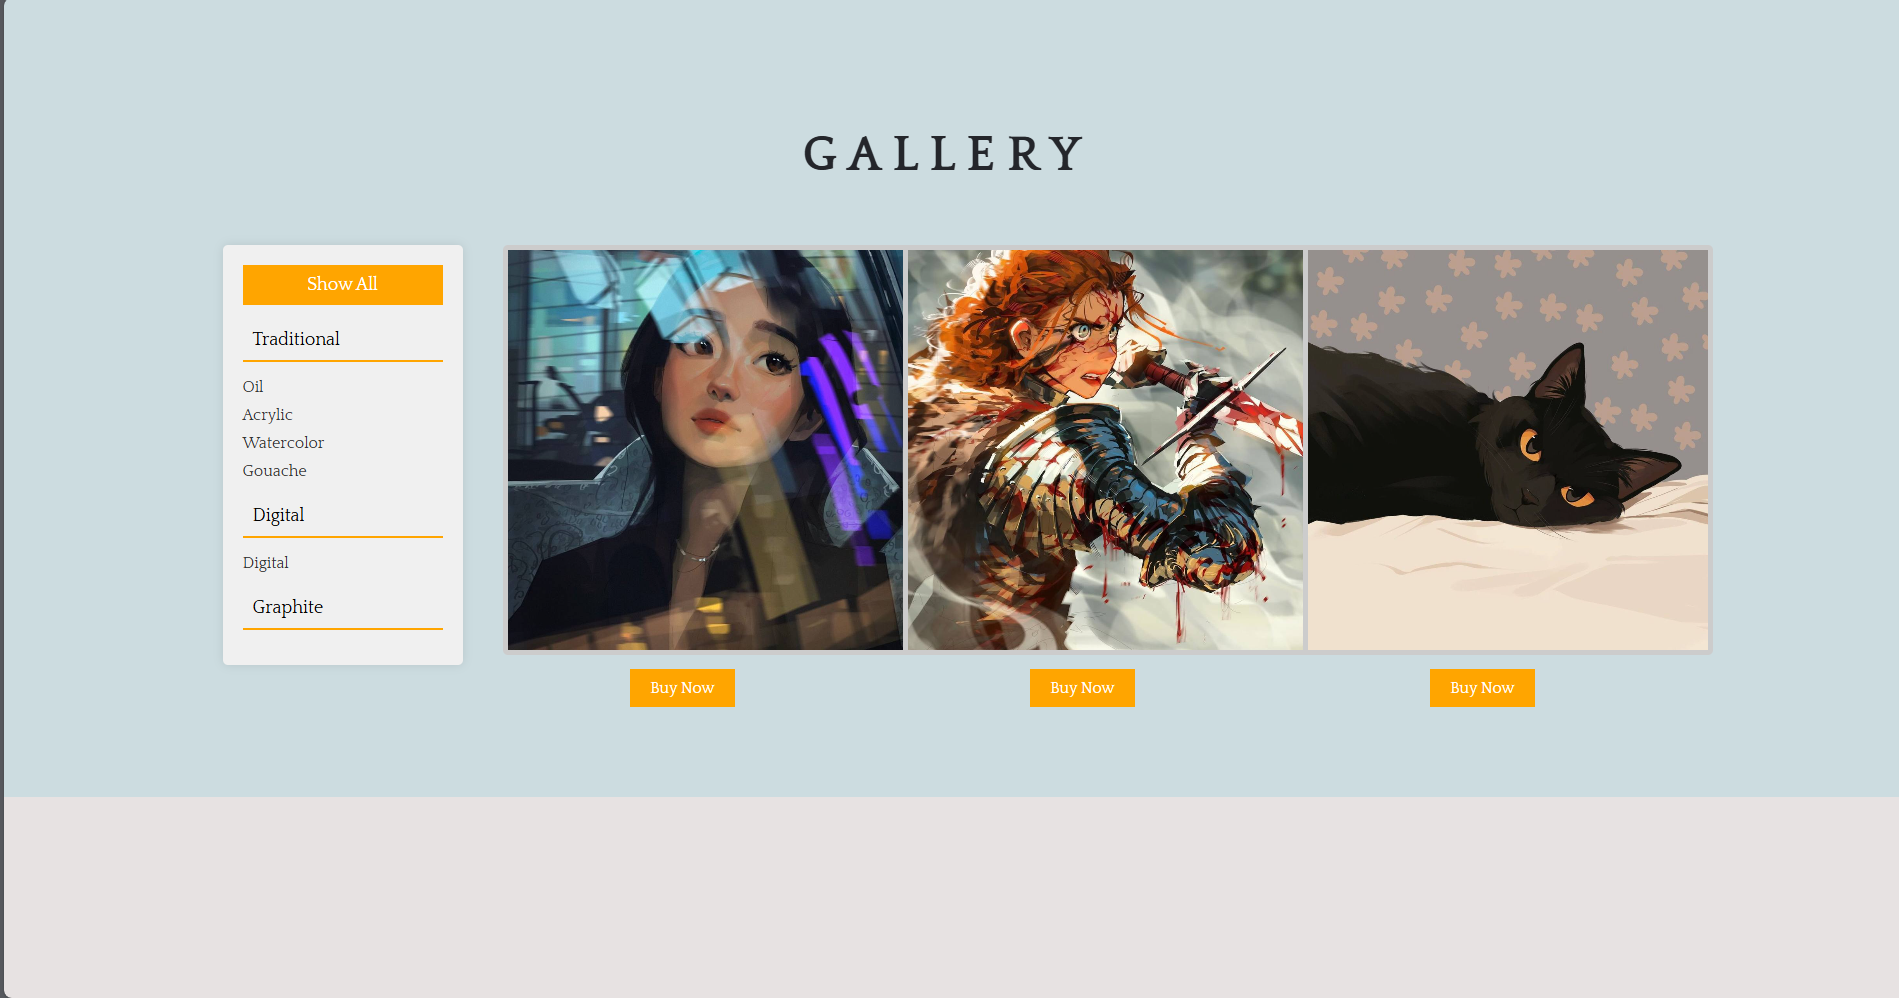 GALLERY
Show All
Traditional
Oil
Acrylic
Watercolor
Gouache
Digital
Digital
Graphite
Buy Now
Buy Now
Buy Now